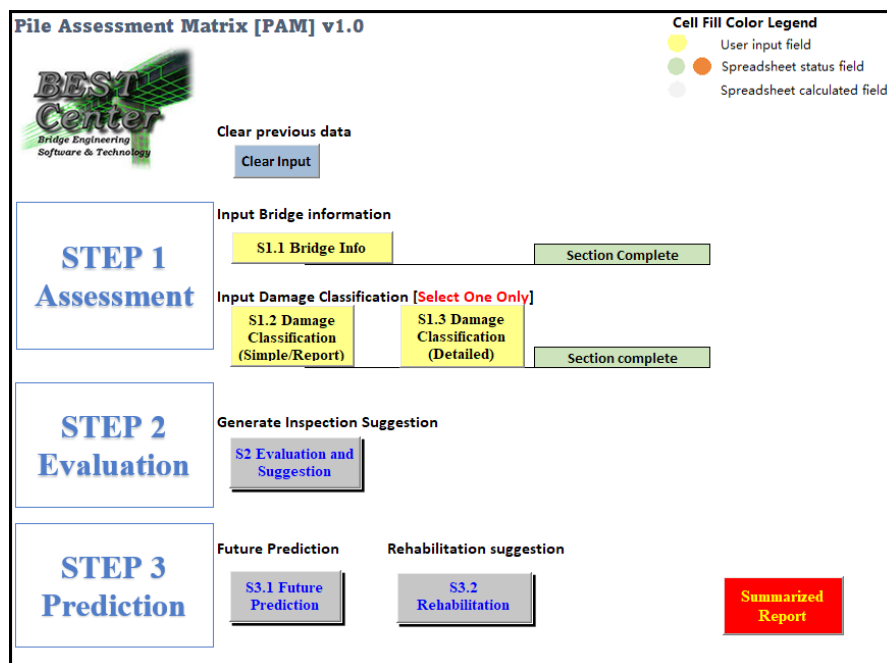 Pile Assessment Matrix [PAM] v1.0
Cell Fill Color Legend
User input field
Spreadsheet status field
Spreadsheet calculated field
BEST
Center
Bridge Engineering
Software & Technology
Clear previous data
Clear Input
STEP 1
Assessment
Input Bridge information
S1.1 Bridge Info
Section Complete
Input Damage Classification [Select One Only]
S1.2 Damage
Classification
(Simple/Report)
S1.3 Damage
Classification
(Detailed)
Section complete
STEP 2
Evaluation
Generate Inspection Suggestion
S2 Evaluation and
Suggestion
STEP 3
Prediction
Future Prediction
Rehabilitation suggestion
S3.1 Future
Prediction
S3.2
Rehabilitation
Summarized
Report